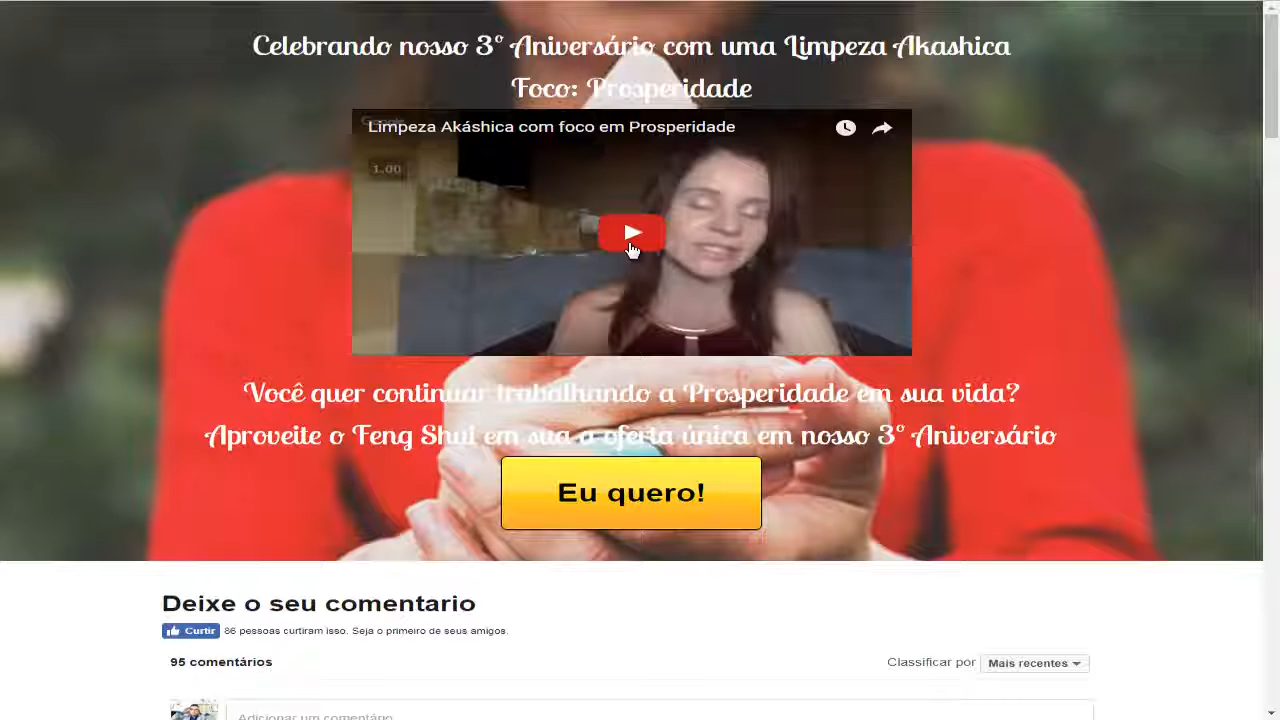 Celebrando nosso 3º Aniversário com uma Limpeza Akashica
Foco: Prosperidade
Limpeza Akáshica com foco em Prosperidade
1.00
Você quer continuar trabalhando a Prosperidade em sua vida?
Aproveite o Feng Shui em sua a oferta única em nosso 3º Aniversário
Eu quero!
Deixe o seu comentario
Curtir 86 pessoas curtiram isso. Seja o primeiro de seus amigos.
95 comentários
Classificar por Mais recentes
Adicionar um comentário